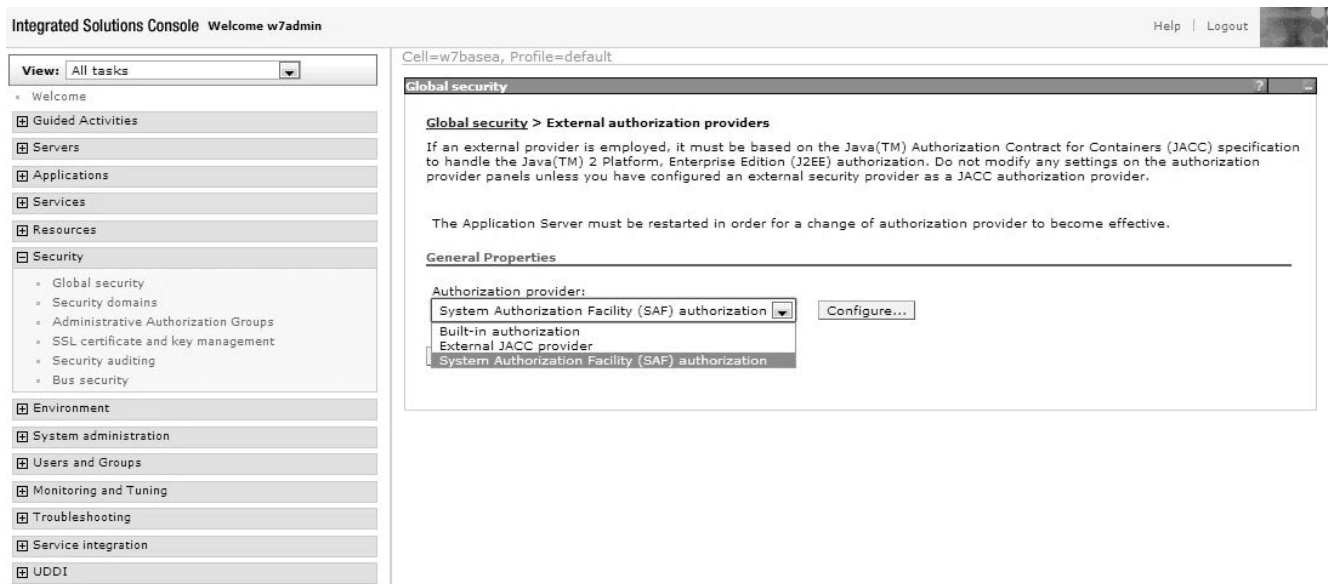 Integrated Solutions Console Welcome w7admin
Help | Logout
View: All tasks
Welcome
Guided Activities
Servers
Applications
Services
Resources
Security
Global security
Security domains
Administrative Authorization Groups
SSL certificate and key management
Security auditing
Bus security
Environment
System administration
Users and Groups
Monitoring and Tuning
Troubleshooting
Service integration
UDDI
Cell=w7basea, Profile=default
Global security ? _
Global security > External authorization providers
If an external provider is employed, it must be based on the Java(TM) Authorization Contract for Containers (JACC) specification
to handle the Java(TM) 2 Platform, Enterprise Edition (J2EE) authorization. Do not modify any settings on the authorization
provider panels unless you have configured an external security provider as a JACC authorization provider.
The Application Server must be restarted in order for a change of authorization provider to become effective.
General Properties
Authorization provider:
System Authorization Facility (SAF) authorization Configure...
Built-in authorization
External JACC provider
System Authorization Facility (SAF) authorization